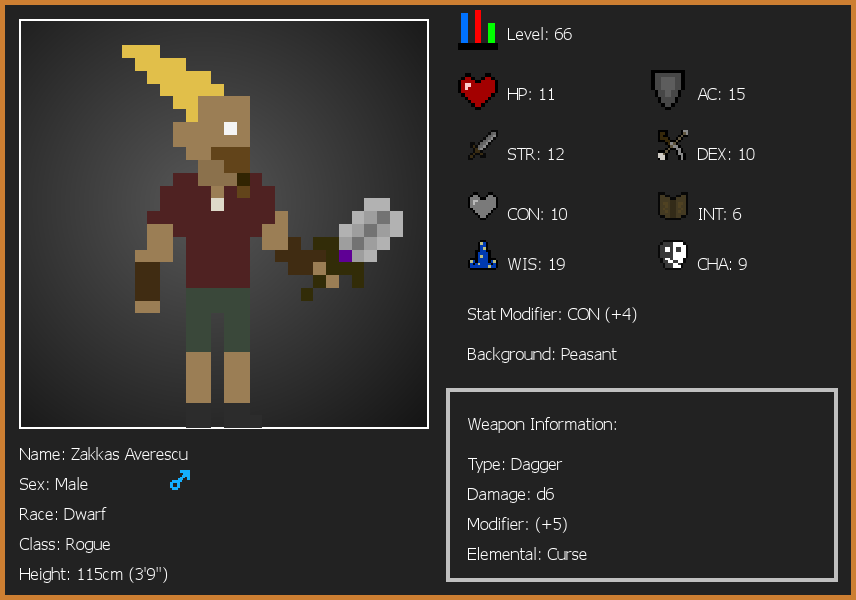 Level: 66
HP: 11
AC: 15
STR: 12
DEX: 10
CON: 10
INT: 6
WIS: 19
CHA: 9
Stat Modifier: CON (+4)
Background: Peasant
Weapon Information:
Type: Dagger
Damage: d6
Modifier: (+5)
Elemental: Curse
Name: Zakkas Averescu
Sex: Male
Race: Dwarf
Class: Rogue
Height: 115cm (3'9")